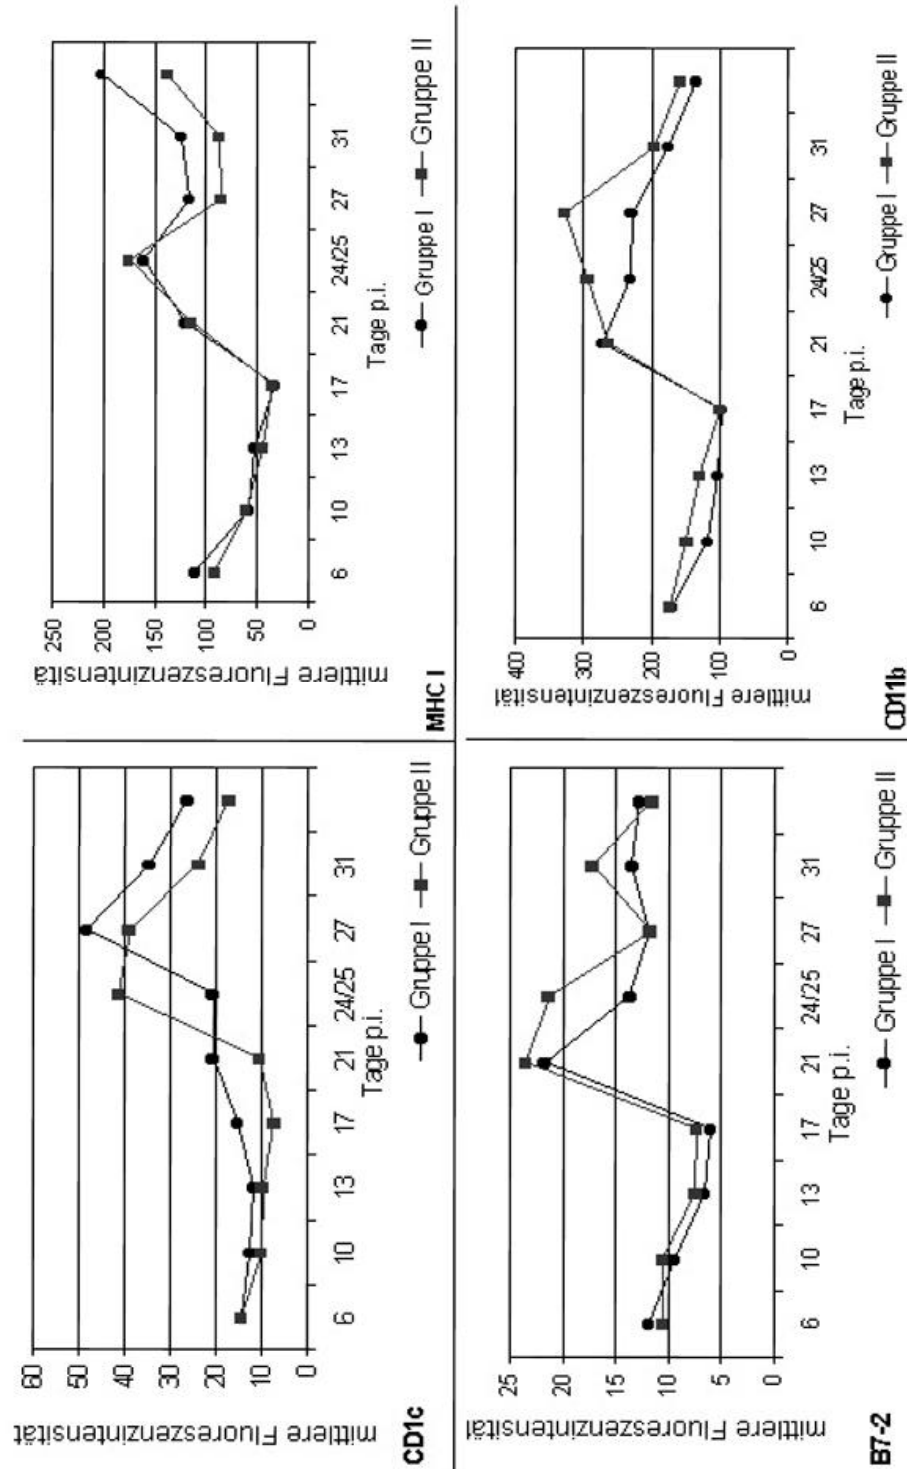 mittlere Fluoreszenzintensität
60
50
40
30
20
10
0
6 10 13 17 21 24/25 27 31
Tage p.i.
CD1c
Gruppe I Gruppe II
mittlere Fluoreszenzintensitä
250
200
150
100
50
0
6 10 13 17 21 24/25 27 31
Tage p.i.
MHC I
Gruppe I Gruppe II
mittlere Fluoreszenzintensität
25
20
15
10
5
0
6 10 13 17 21 24/25 27 31
Tage p.i.
B7-2
Gruppe I Gruppe II
mittlere Fluoreszenzintensität
400
300
200
100
0
6 10 13 17 21 24/25 27 31
Tage p.i.
CD11b
Gruppe I Gruppe II